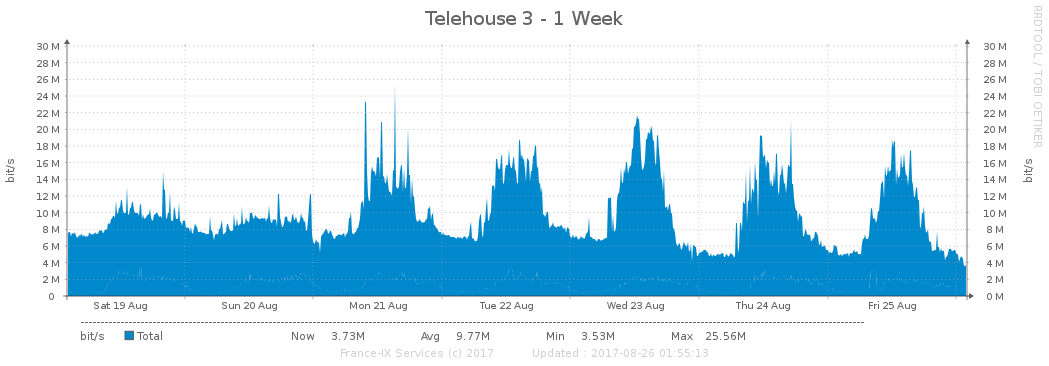 Telehouse 3 - 1 Week
RRDTOOL / TOBI OETIKER
30 M 30 M
28 M 28 M
26 M 26 M
24 M 24 M
22 M 22 M
20 M 20 M
18 M 18 M
16 M 16 M
14 M 14 M
12 M 12 M
10 M 10 M
8 M 8 M
6 M 6 M
4 M 4 M
2 M 2 M
0 0 M
bit/s
bit/s
Sat 19 Aug Sun 20 Aug Mon 21 Aug Tue 22 Aug Wed 23 Aug Thu 24 Aug Fri 25 Aug
bit/s Total Now 3.73M Avg 9.77M Min 3.53M Max 25.56M
France-IX Services (c) 2017 Updated : 2017-08-26 01:55:13